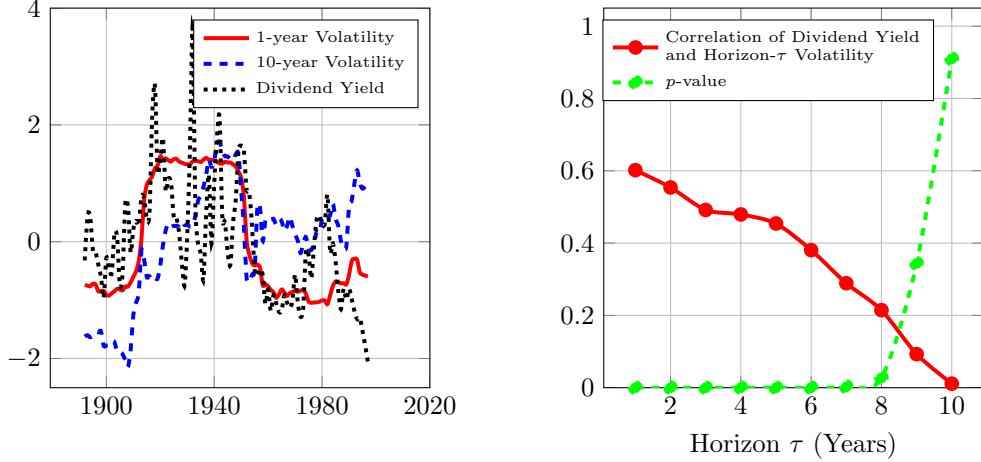 4
2
0
−2
1900
1940
1980
2020
1-year Volatility
10-year Volatility
Dividend Yield
1
0.8
0.6
0.4
0.2
0
2
4
6
8
10
Horizon τ (Years)
Correlation of Dividend Yield
and Horizon-τ Volatility
p-value